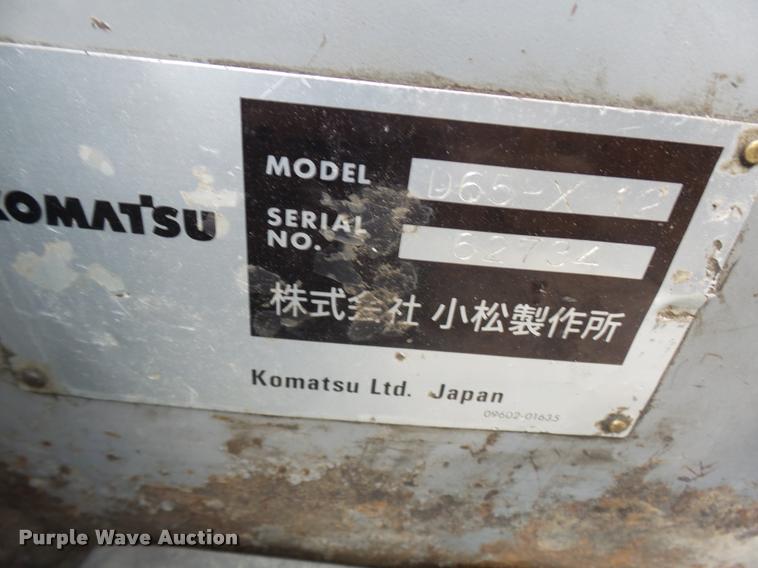 KOMATSU
MODEL D65-X 12
SERIAL NO. 62734
株式会社 小松製作所
Komatsu Ltd. Japan
09602-01635
Purple Wave Auction